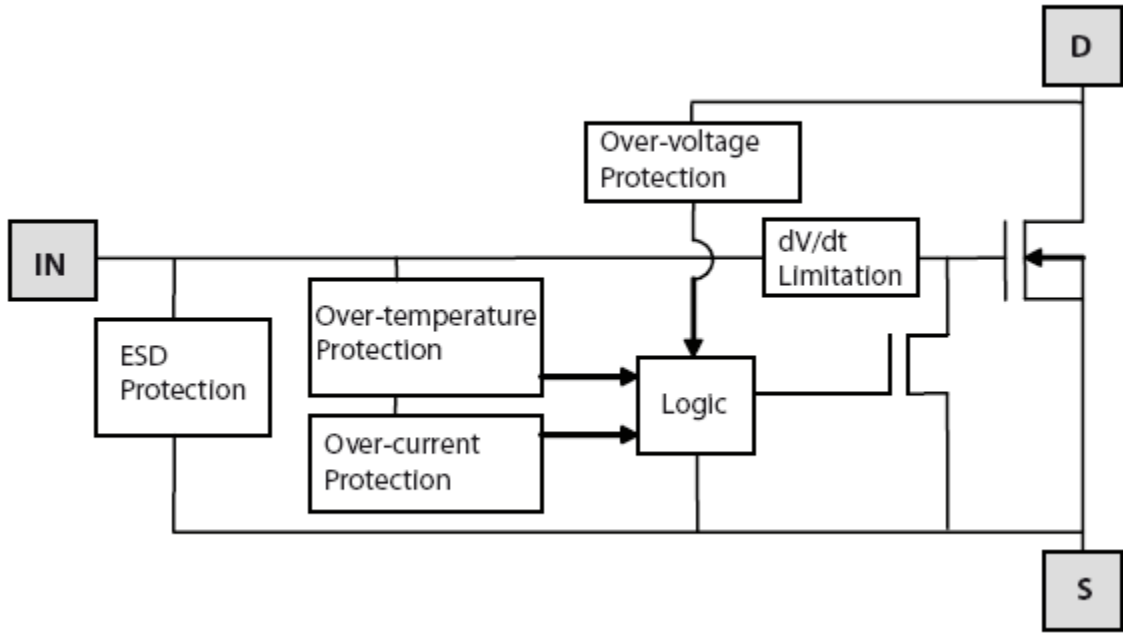 D
Over-voltage
Protection
IN
dV/dt
Limitation
Over-temperature
Protection
ESD
Protection
Logic
Over-current
Protection
S